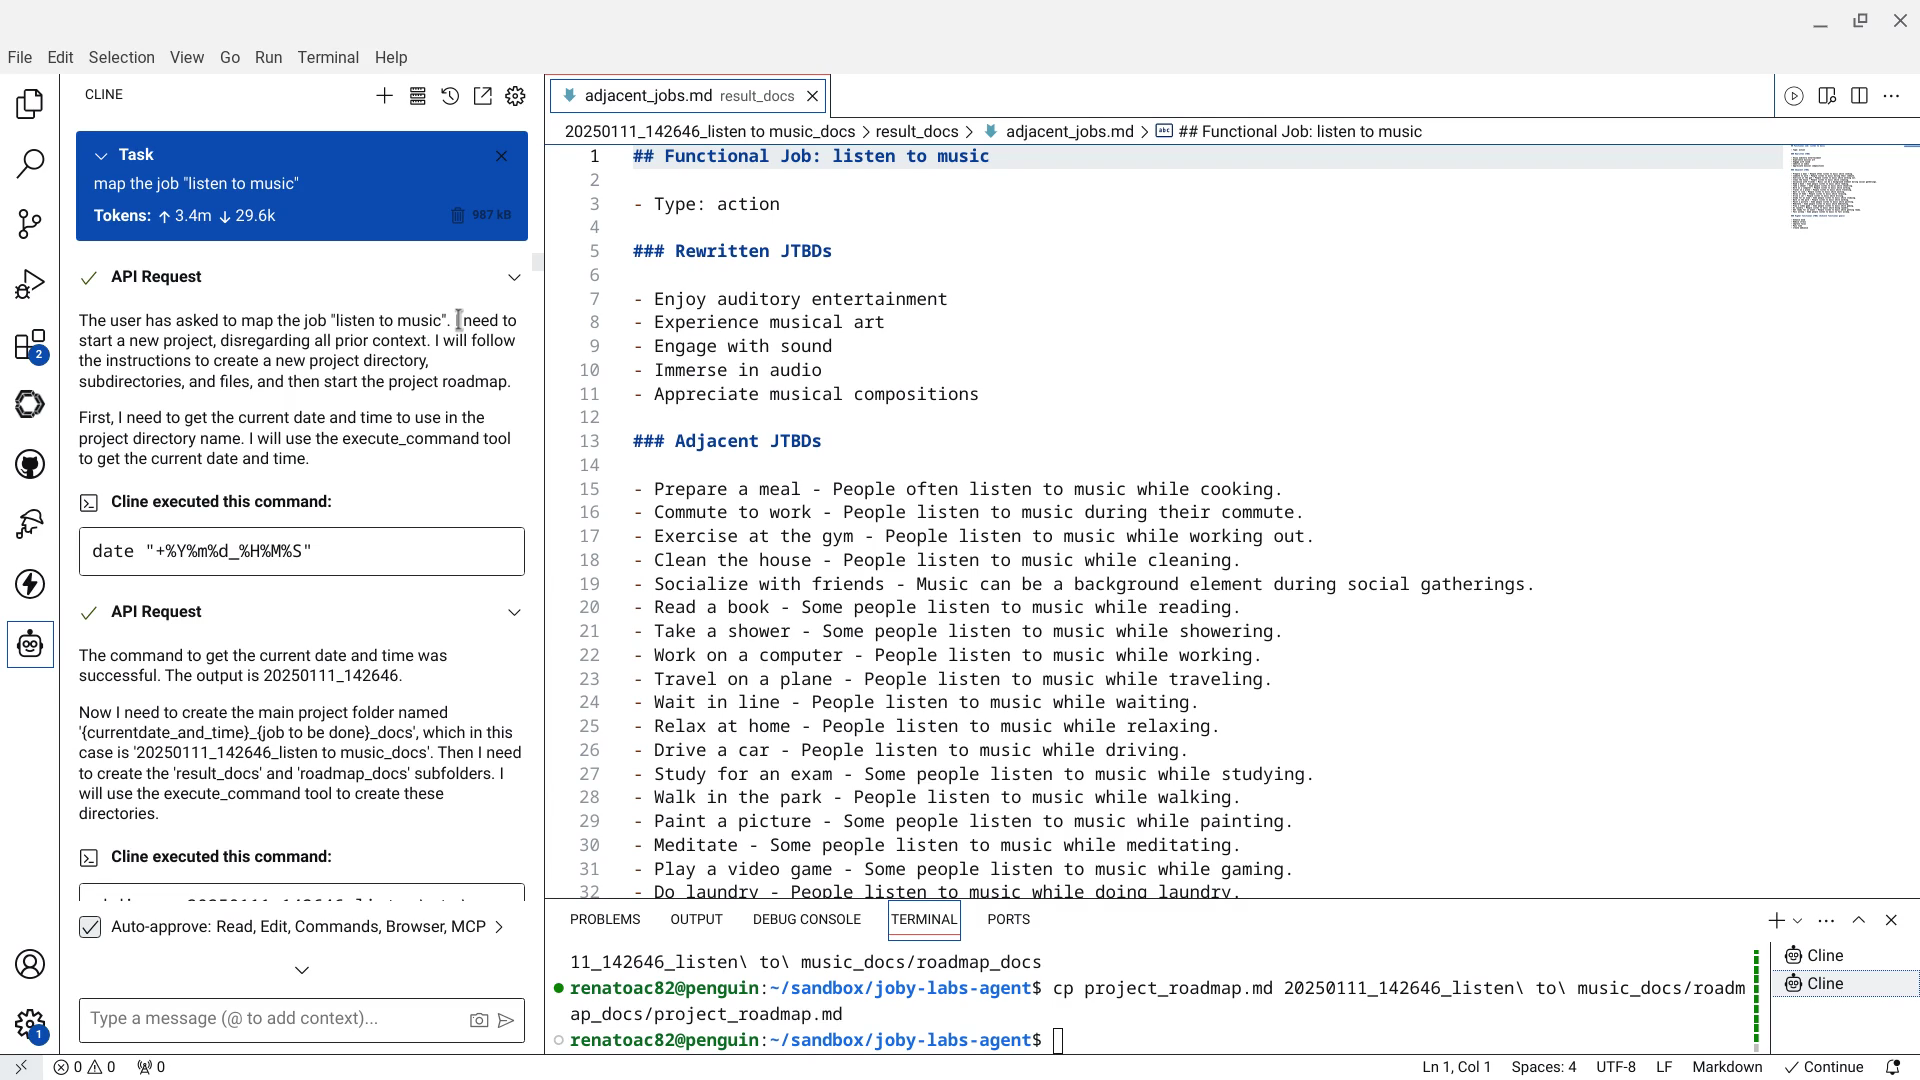 File Edit Selection View Go Run Terminal Help
CLINE
Task
map the job "listen to music"
Tokens: ↑ 3.4m ↓ 29.6k
987 kB
API Request
The user has asked to map the job "listen to music". I need to
start a new project, disregarding all prior context. I will follow
the instructions to create a new project directory,
subdirectories, and files, and then start the project roadmap.
First, I need to get the current date and time to use in the
project directory name. I will use the execute_command tool
to get the current date and time.
Cline executed this command:
date "+%Y%m%d_%H%M%S"
API Request
The command to get the current date and time was
successful. The output is 20250111_142646.
Now I need to create the main project folder named
'{currentdate_and_time}_{job to be done}_docs', which in this
case is '20250111_142646_listen to music_docs'. Then I need
to create the 'result_docs' and 'roadmap_docs' subfolders. I
will use the execute_command tool to create these
directories.
Cline executed this command:
Auto-approve: Read, Edit, Commands, Browser, MCP >
Type a message (@ to add context)...
2
1
adjacent_jobs.md result_docs
20250111_142646_listen to music_docs > result_docs > adjacent_jobs.md > ## Functional Job: listen to music
1 ## Functional Job: listen to music
2
3 - Type: action
4
5 ### Rewritten JTBDs
6
7 - Enjoy auditory entertainment
8 - Experience musical art
9 - Engage with sound
10 - Immerse in audio
11 - Appreciate musical compositions
12
13 ### Adjacent JTBDs
14
15 - Prepare a meal - People often listen to music while cooking.
16 - Commute to work - People listen to music during their commute.
17 - Exercise at the gym - People listen to music while working out.
18 - Clean the house - People listen to music while cleaning.
19 - Socialize with friends - Music can be a background element during social gatherings.
20 - Read a book - Some people listen to music while reading.
21 - Take a shower - Some people listen to music while showering.
22 - Work on a computer - People listen to music while working.
23 - Travel on a plane - People listen to music while traveling.
24 - Wait in line - People listen to music while waiting.
25 - Relax at home - People listen to music while relaxing.
26 - Drive a car - People listen to music while driving.
27 - Study for an exam - Some people listen to music while studying.
28 - Walk in the park - People listen to music while walking.
29 - Paint a picture - Some people listen to music while painting.
30 - Meditate - Some people listen to music while meditating.
31 - Play a video game - Some people listen to music while gaming.
32 - Do laundry - People listen to music while doing laundry.
PROBLEMS OUTPUT DEBUG CONSOLE TERMINAL PORTS
11_142646_listen\ to\ music_docs/roadmap_docs
renatoac82@penguin:~/sandbox/joby-labs-agent$ cp project_roadmap.md 20250111_142646_listen\ to\ music_docs/roadm
ap_docs/project_roadmap.md
renatoac82@penguin:~/sandbox/joby-labs-agent$
Cline
Cline
0 0 0
Ln 1, Col 1 Spaces: 4 UTF-8 LF Markdown Continue